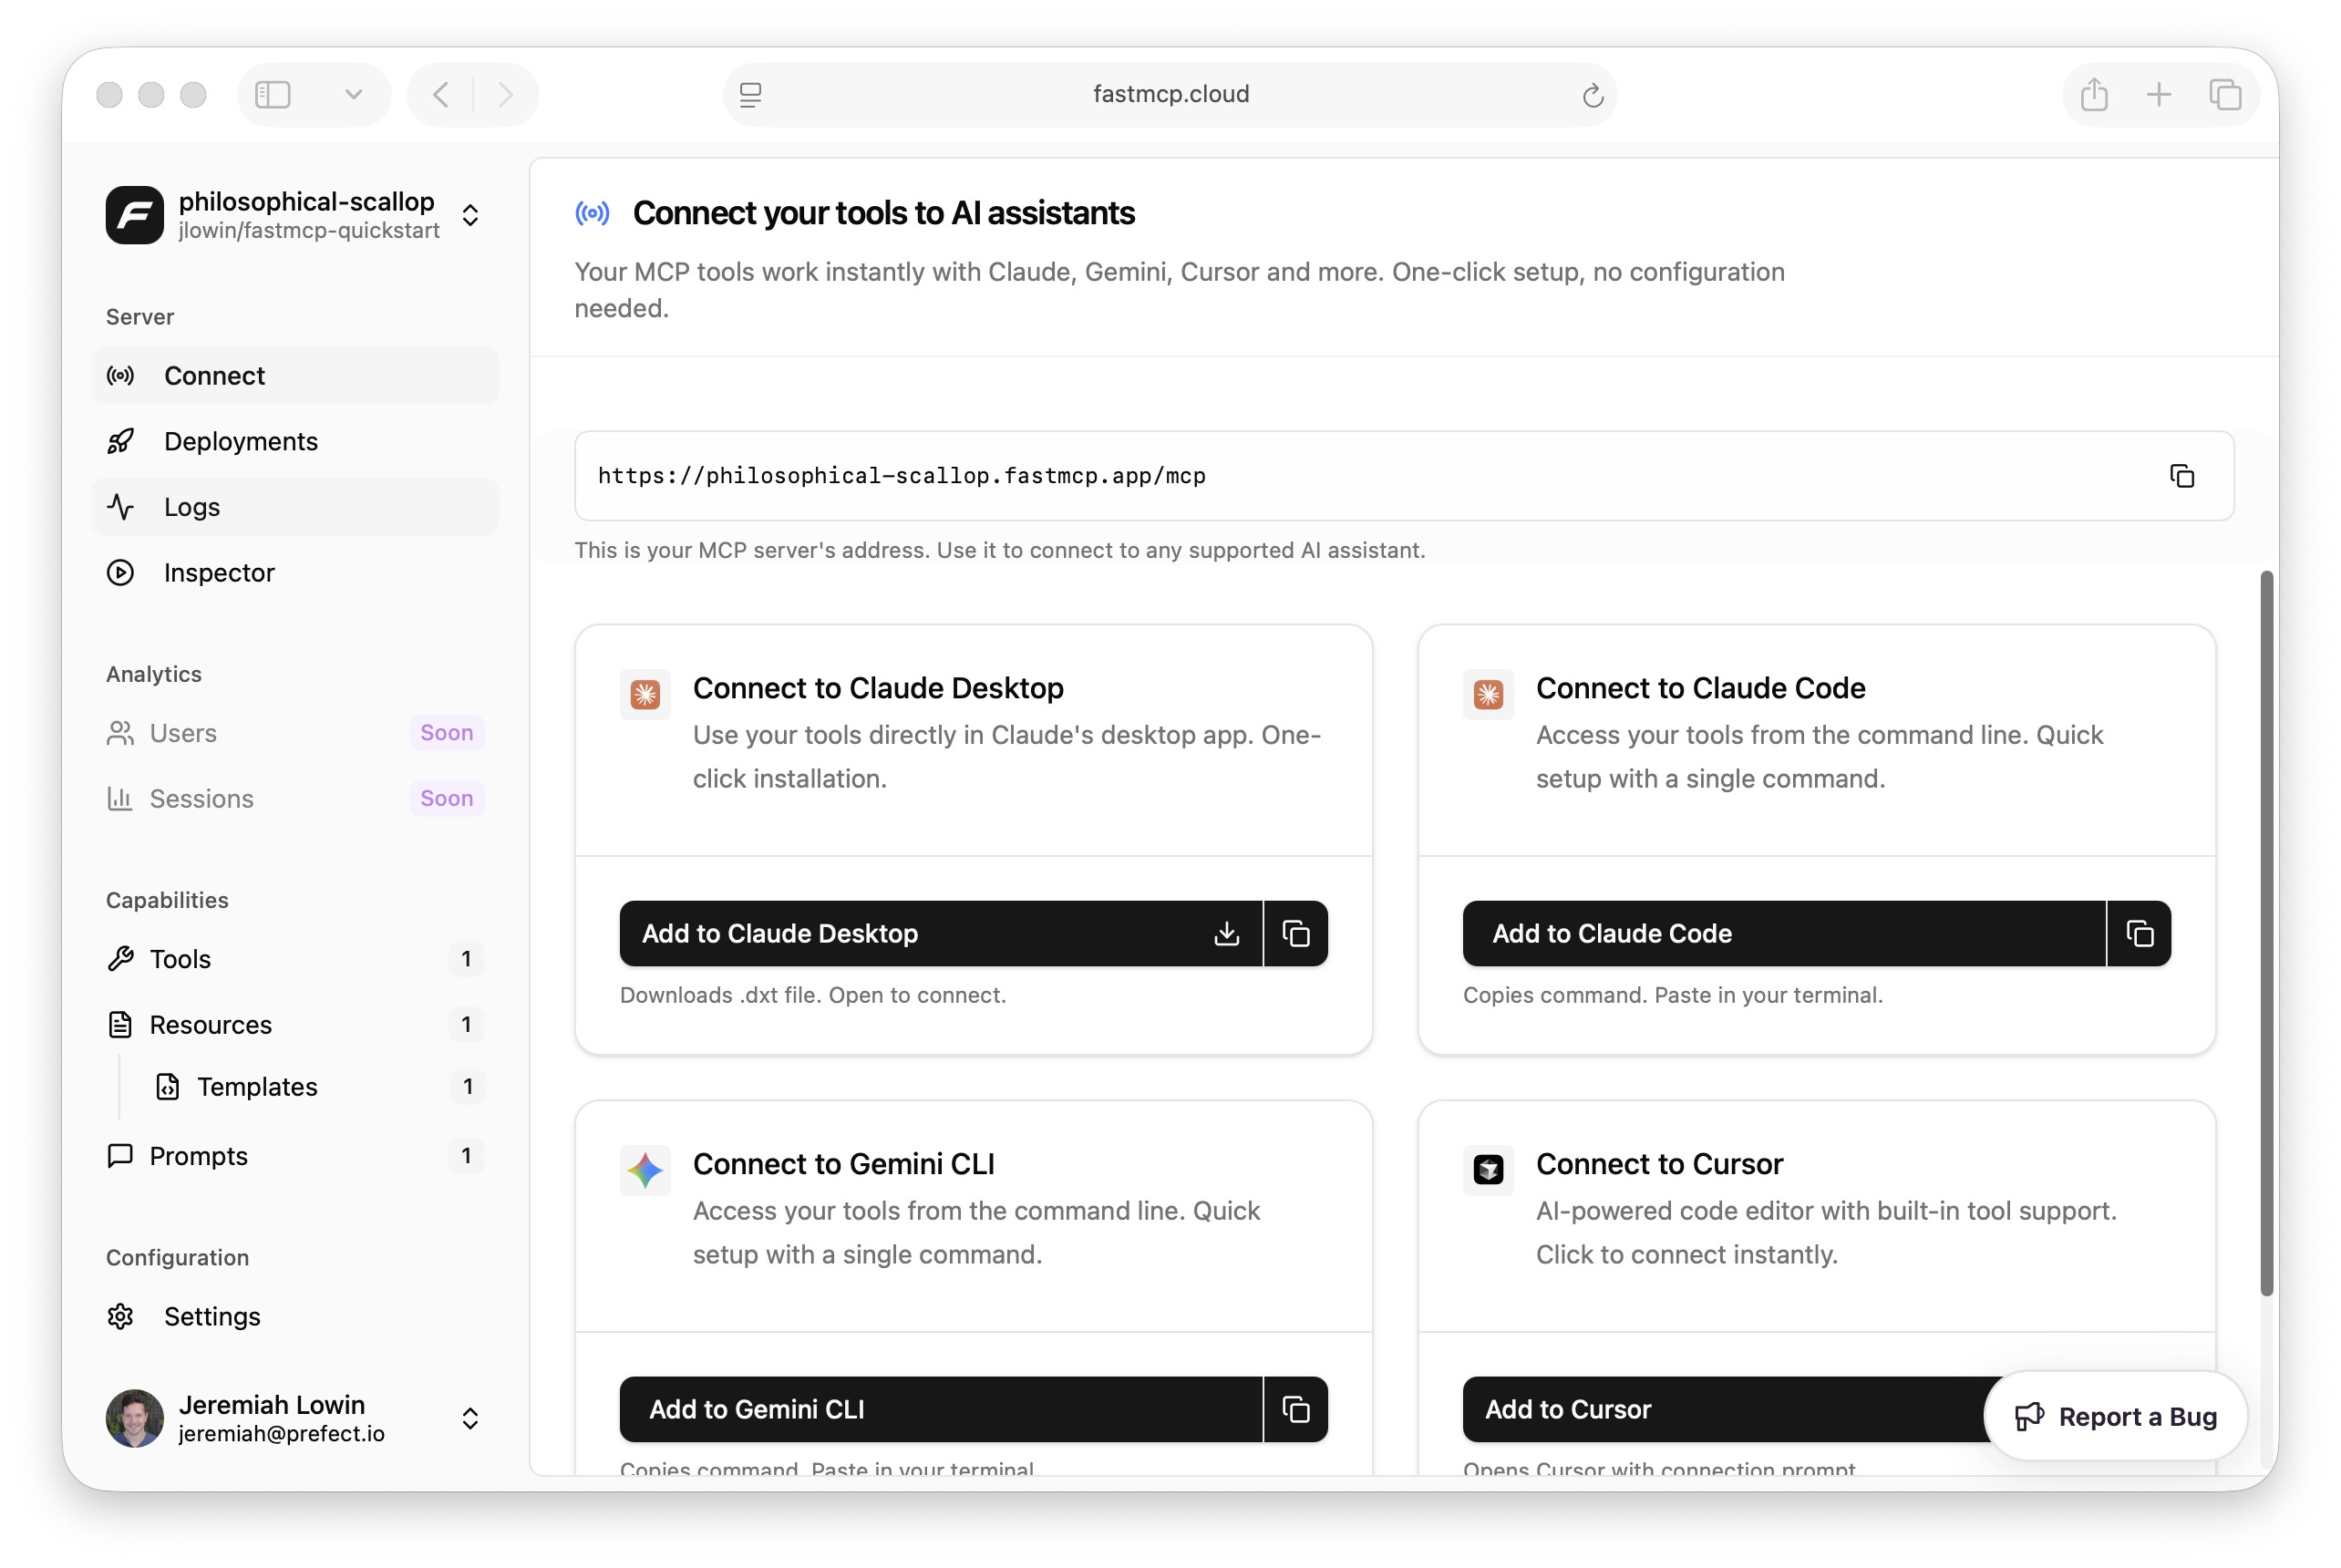 fastmcp.cloud
philosophical-scallop
jlowin/fastmcp-quickstart
Server
Connect
Deployments
Logs
Inspector
Analytics
Users Soon
Sessions Soon
Capabilities
Tools 1
Resources 1
Templates 1
Prompts 1
Configuration
Settings
Jeremiah Lowin
jeremiah@prefect.io
Connect your tools to AI assistants
Your MCP tools work instantly with Claude, Gemini, Cursor and more. One-click setup, no configuration
needed.
https://philosophical-scallop.fastmcp.app/mcp
This is your MCP server's address. Use it to connect to any supported AI assistant.
Connect to Claude Desktop
Use your tools directly in Claude's desktop app. One-
click installation.
Add to Claude Desktop
Downloads .dxt file. Open to connect.
Connect to Claude Code
Access your tools from the command line. Quick
setup with a single command.
Add to Claude Code
Copies command. Paste in your terminal.
Connect to Gemini CLI
Access your tools from the command line. Quick
setup with a single command.
Add to Gemini CLI
Copies command. Paste in your terminal
Connect to Cursor
AI-powered code editor with built-in tool support.
Click to connect instantly.
Add to Cursor
Opens Cursor with connection prompt
Report a Bug